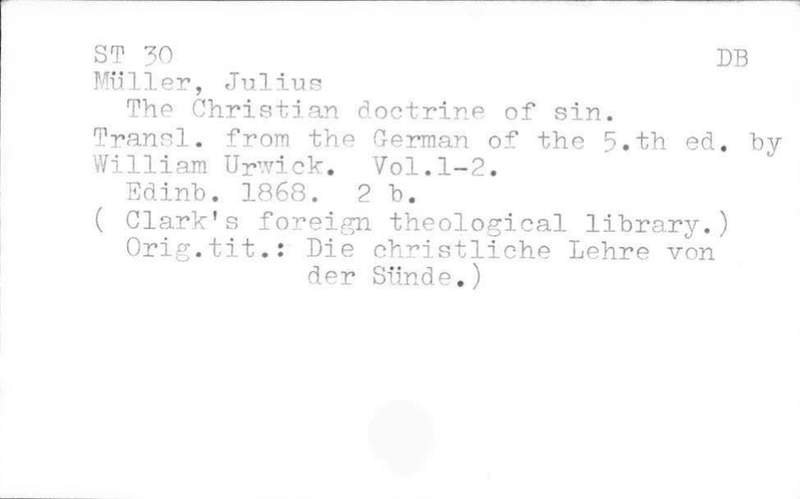 ST 30 DB
Müller, Julius
The Christian doctrine of sin.
Transl. from the German of the 5.th ed. by
William Urwick. Vol.1-2.
Edinb. 1868. 2 b.
( Clark's foreign theological library.)
Orig.tit.: Die christliche Lehre von
der Sünde.)